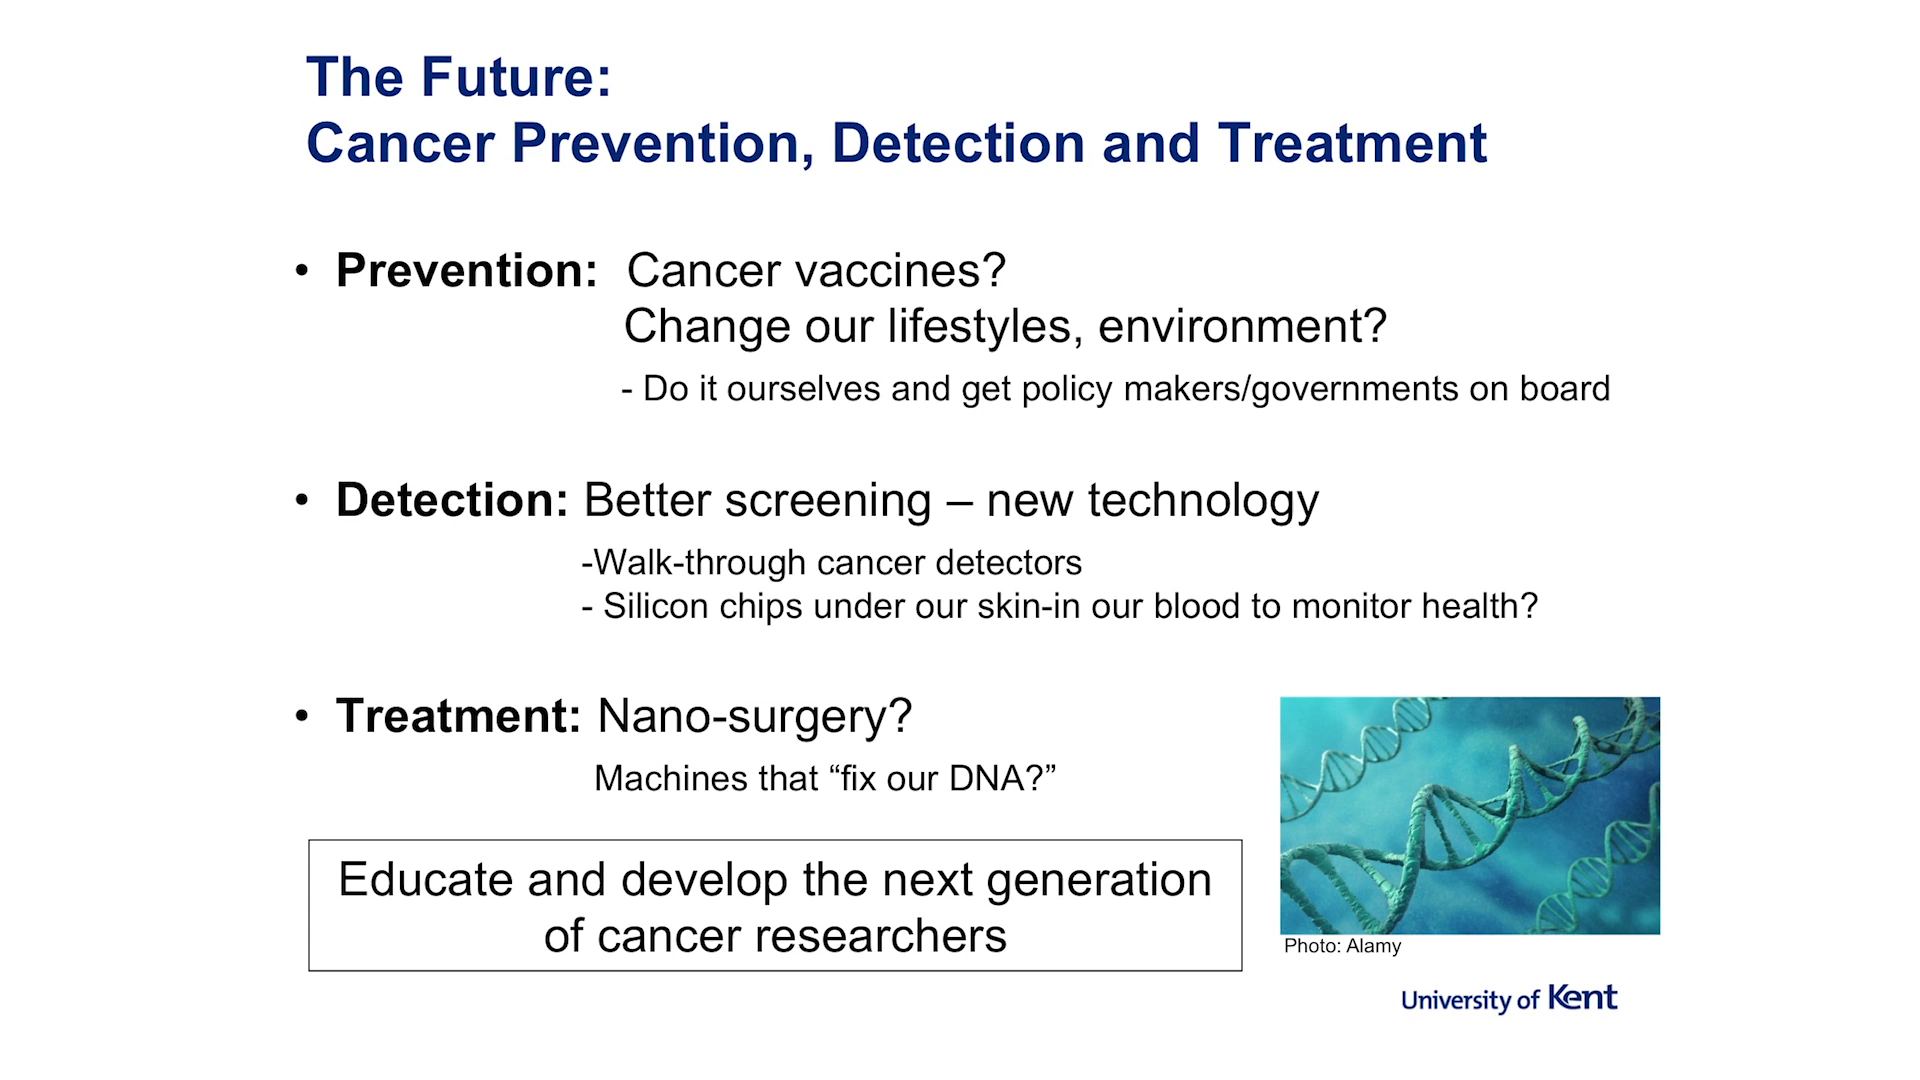 The Future:
Cancer Prevention, Detection and Treatment
• Prevention: Cancer vaccines?
Change our lifestyles, environment?
- Do it ourselves and get policy makers/governments on board
• Detection: Better screening – new technology
-Walk-through cancer detectors
- Silicon chips under our skin-in our blood to monitor health?
• Treatment: Nano-surgery?
Machines that “fix our DNA?”
Educate and develop the next generation
of cancer researchers
Photo: Alamy
University of Kent